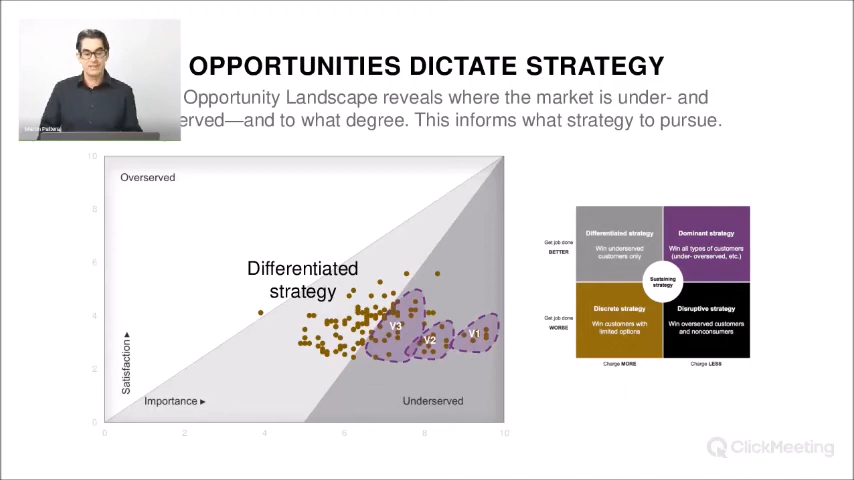 OPPORTUNITIES DICTATE STRATEGY
Opportunity Landscape reveals where the market is under- and
erved—and to what degree. This informs what strategy to pursue.
10
8
6
4
2
0
Overserved
Differentiated
strategy
V3
V2
V1
Satisfaction
Importance
Underserved
0
2
4
6
8
10
Get job done
BETTER
Get job done
WORSE
Differentiated strategy
Win underserved
customers only
Dominant strategy
Win all types of customers
(under- overserved, etc.)
Sustaining
strategy
Discrete strategy
Win customers with
limited options
Disruptive strategy
Win overserved customers
and nonconsumers
Charge MORE
Charge LESS
ClickMeeting